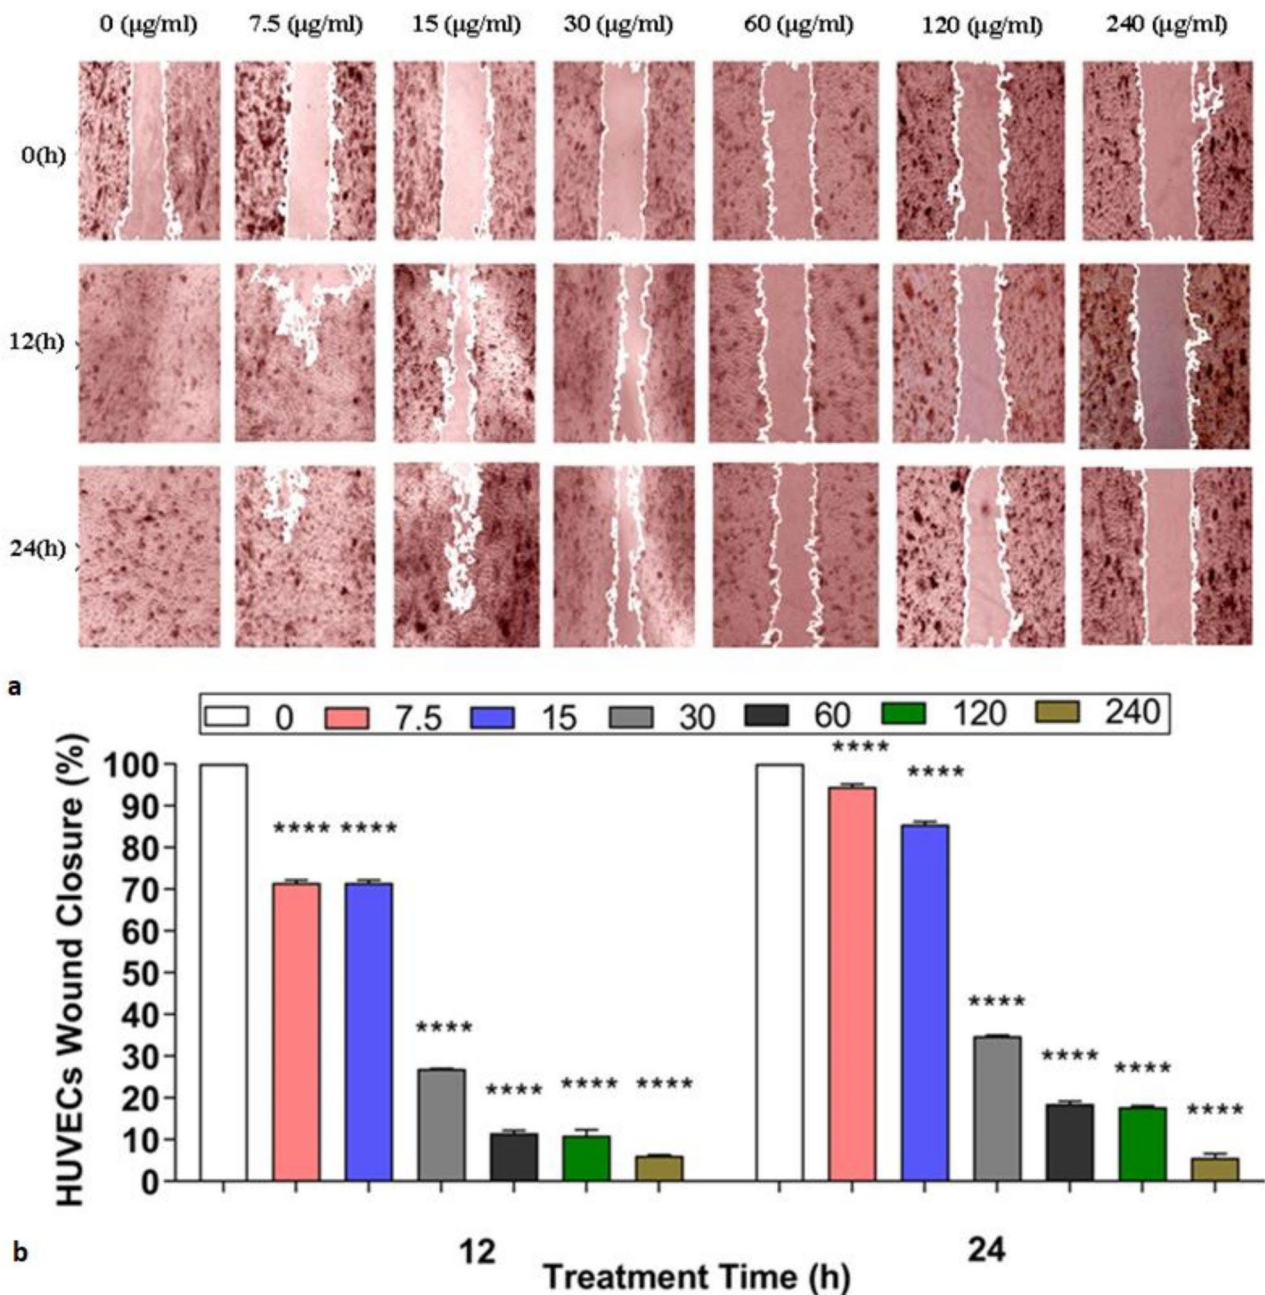 0 (µg/ml) 7.5 (µg/ml) 15 (µg/ml) 30 (µg/ml) 60 (µg/ml) 120 (µg/ml) 240 (µg/ml)
0(h)
12(h)
24(h)
a
0 7.5 15 30 60 120 240
HUVECs Wound Closure (%)
100
90
80
70
60
50
40
30
20
10
0
**** ****
**** **** **** ****
**** ****
**** **** **** ****
12 24
b
Treatment Time (h)